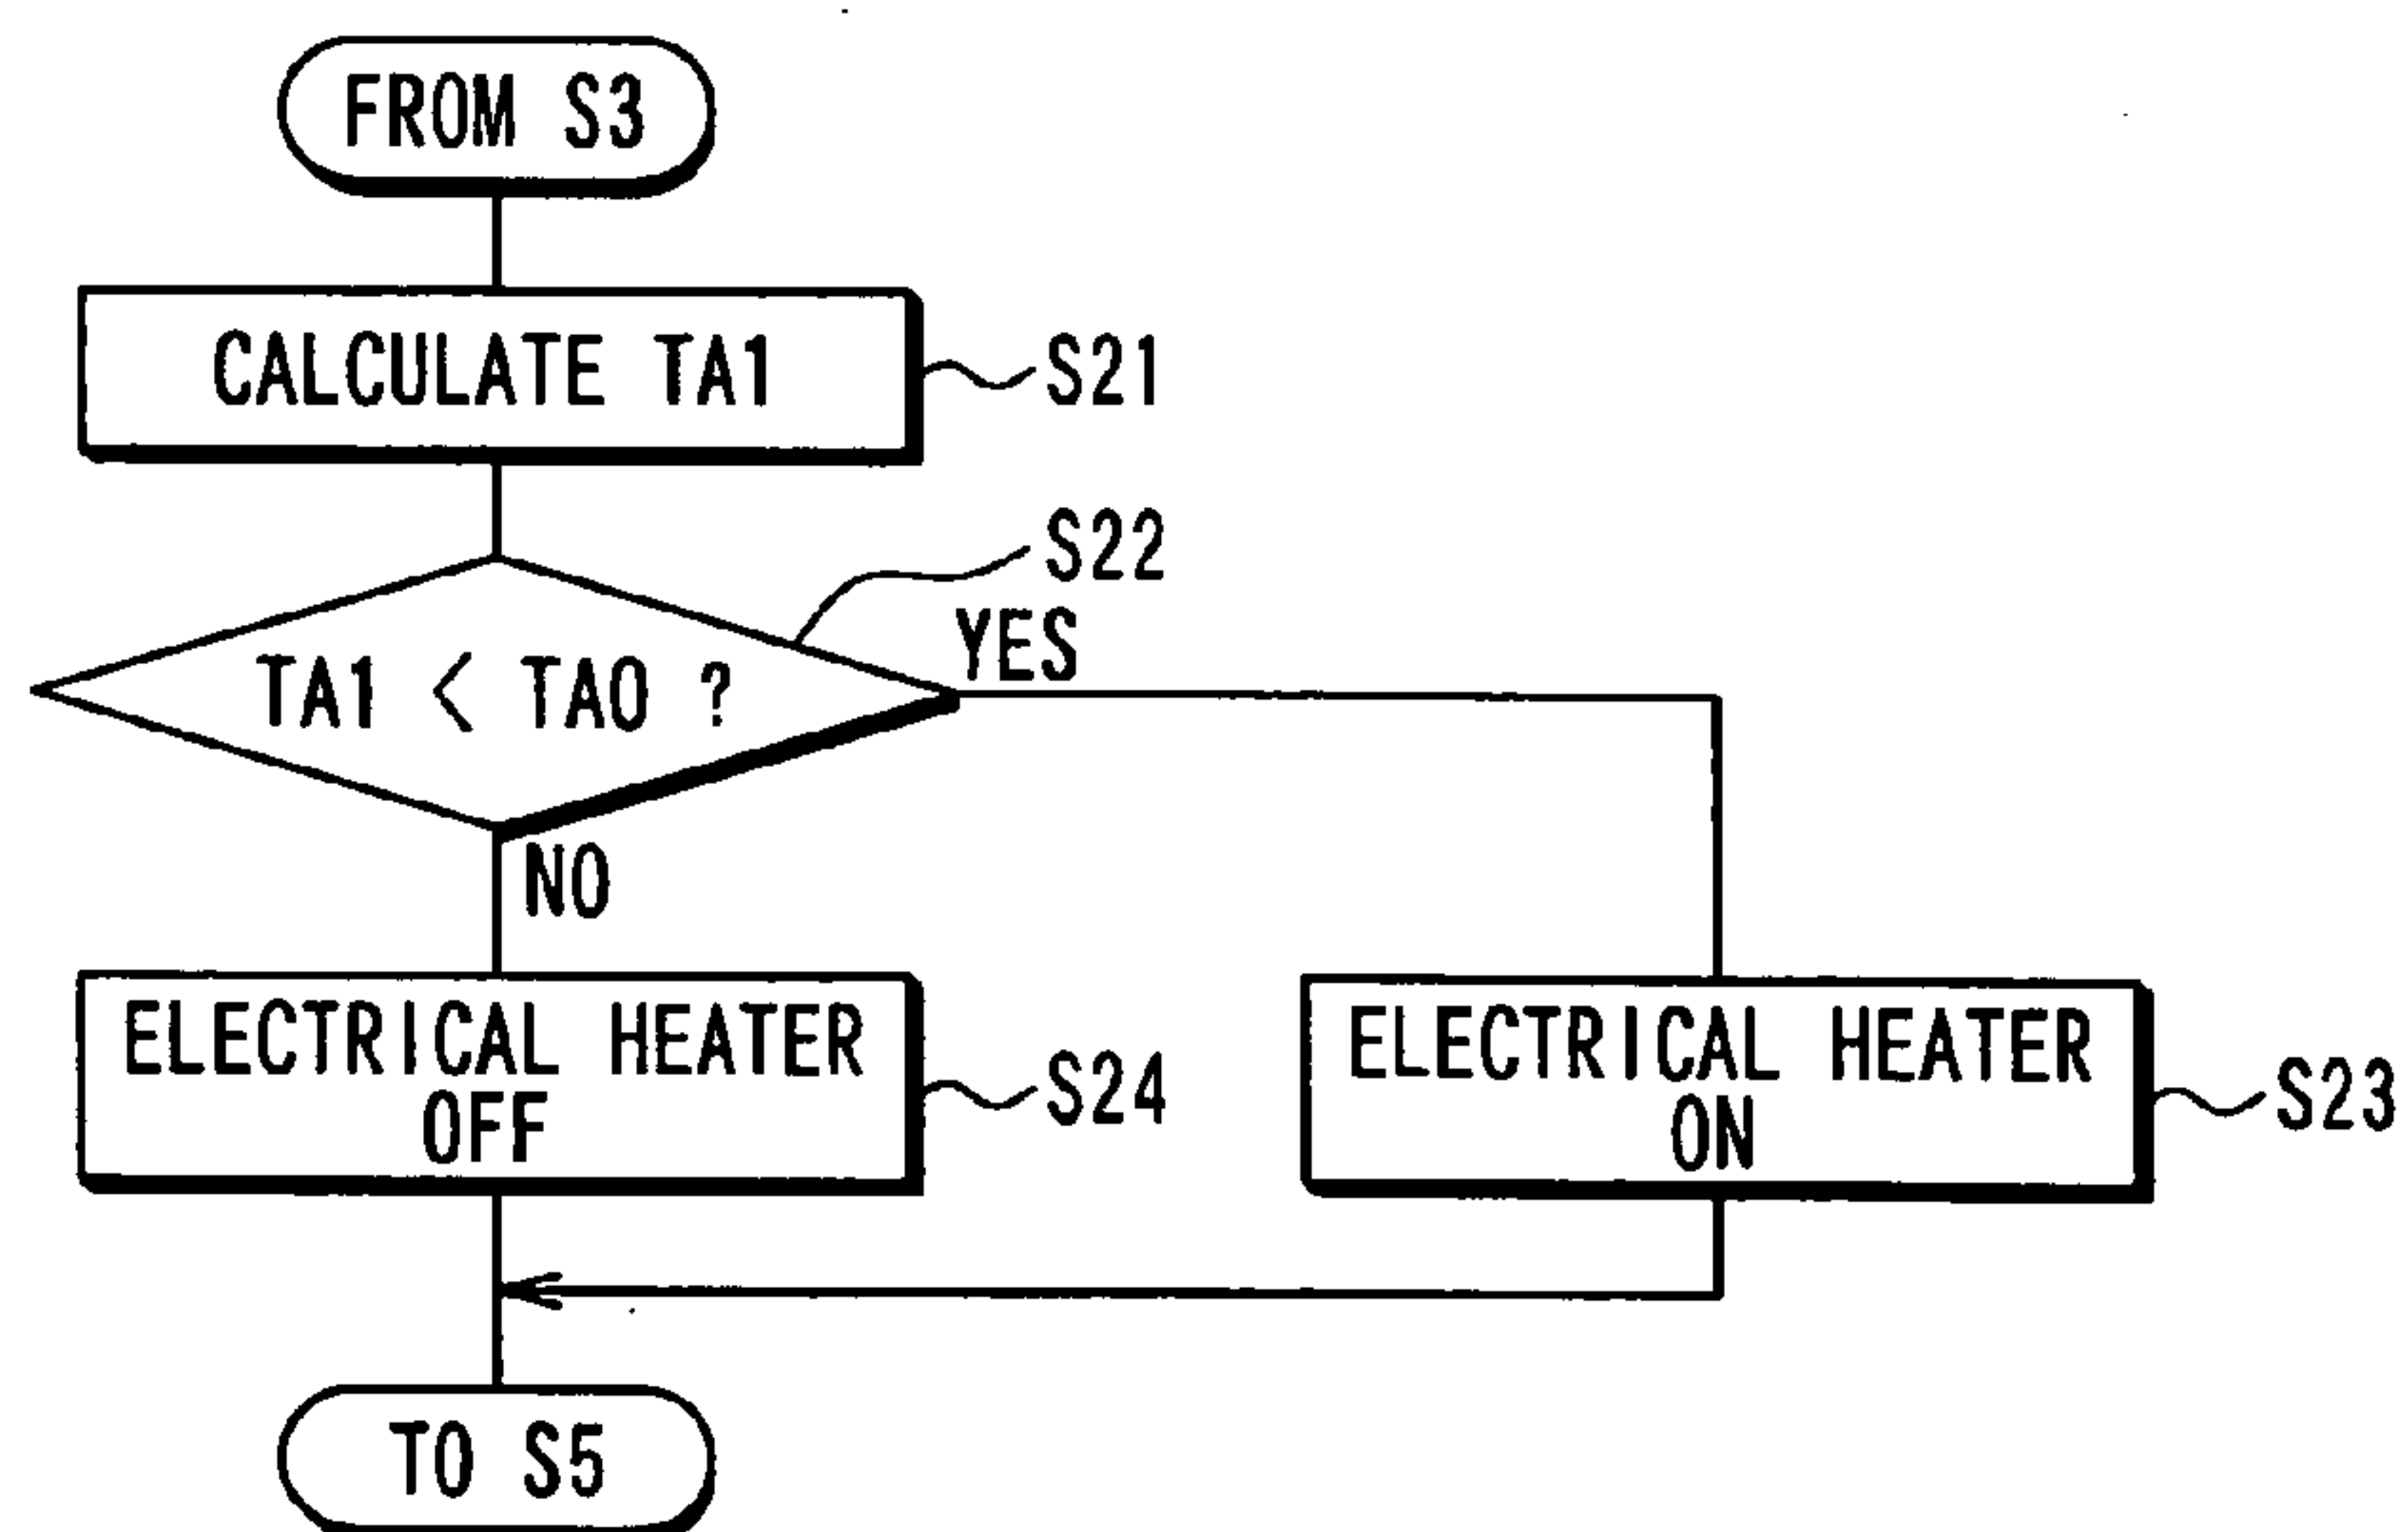 FROM S3
CALCULATE TA1
S21
S22
YES
TA1 < TAO ?
NO
ELECTRICAL HEATER
OFF
S24
ELECTRICAL HEATER
ON
S23
TO S5